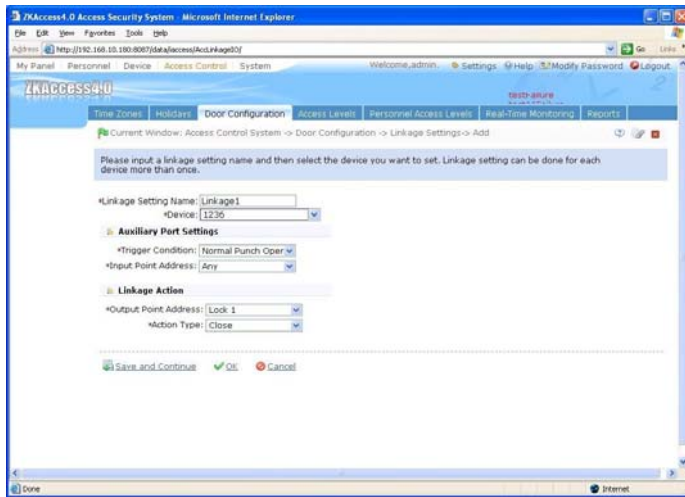 ZKAccess4.0 Access Security System - Microsoft Internet Explorer
File Edit View Favorites Tools Help
Address http://192.168.10.180:8087/data/iaccess/AccLinkageIO/ Go Links
My Panel Personnel Device Access Control System Welcome,admin. Settings Help Modify Password Logout
ZKACCESS4.0
Time Zones Holidays Door Configuration Access Levels Personnel Access Levels Real-Time Monitoring Reports
Current Window: Access Control System -> Door Configuration -> Linkage Settings-> Add
Please input a linkage setting name and then select the device you want to set. Linkage setting can be done for each
device more than once.
*Linkage Setting Name: Linkage1
*Device: 1236
Auxiliary Port Settings
*Trigger Condition: Normal Punch Oper
*Input Point Address: Any
Linkage Action
*Output Point Address: Lock 1
*Action Type: Close
Save and Continue OK Cancel
Done Internet